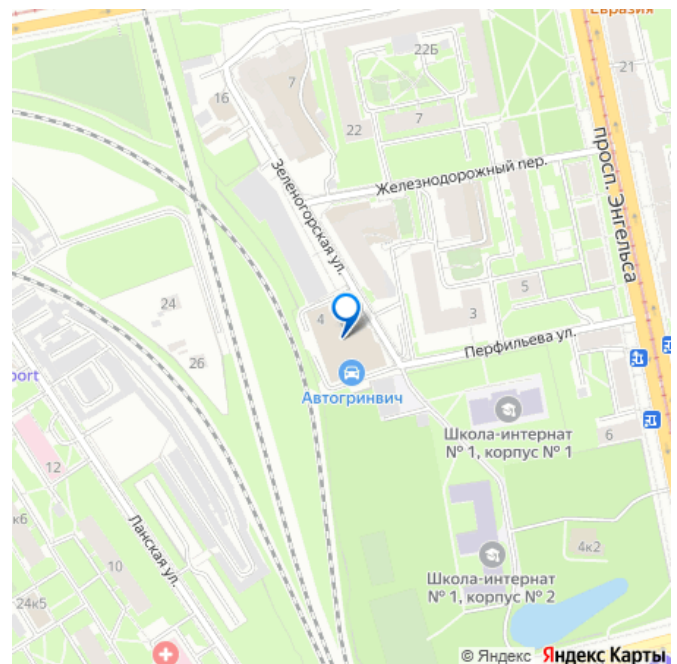 Евразия
22Б
21
7
16
22
7
просп. Энгельса
Железнодорожный пер.
Зеленогорская ул.
5
24
4
3
26
Перфильева ул.
port
Автогринвич
Школа-интернат
№ 1, корпус № 1
6
12
к6
Ланская ул.
10
4к2
Школа-интернат
№ 1, корпус № 2
24к5
© Яндекс Яндекс Карты